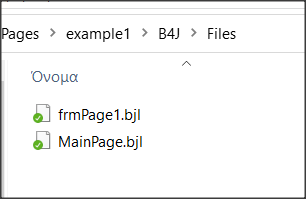 Pages > example1 > B4J > Files
Όνομα
frmPage1.bjl
MainPage.bjl